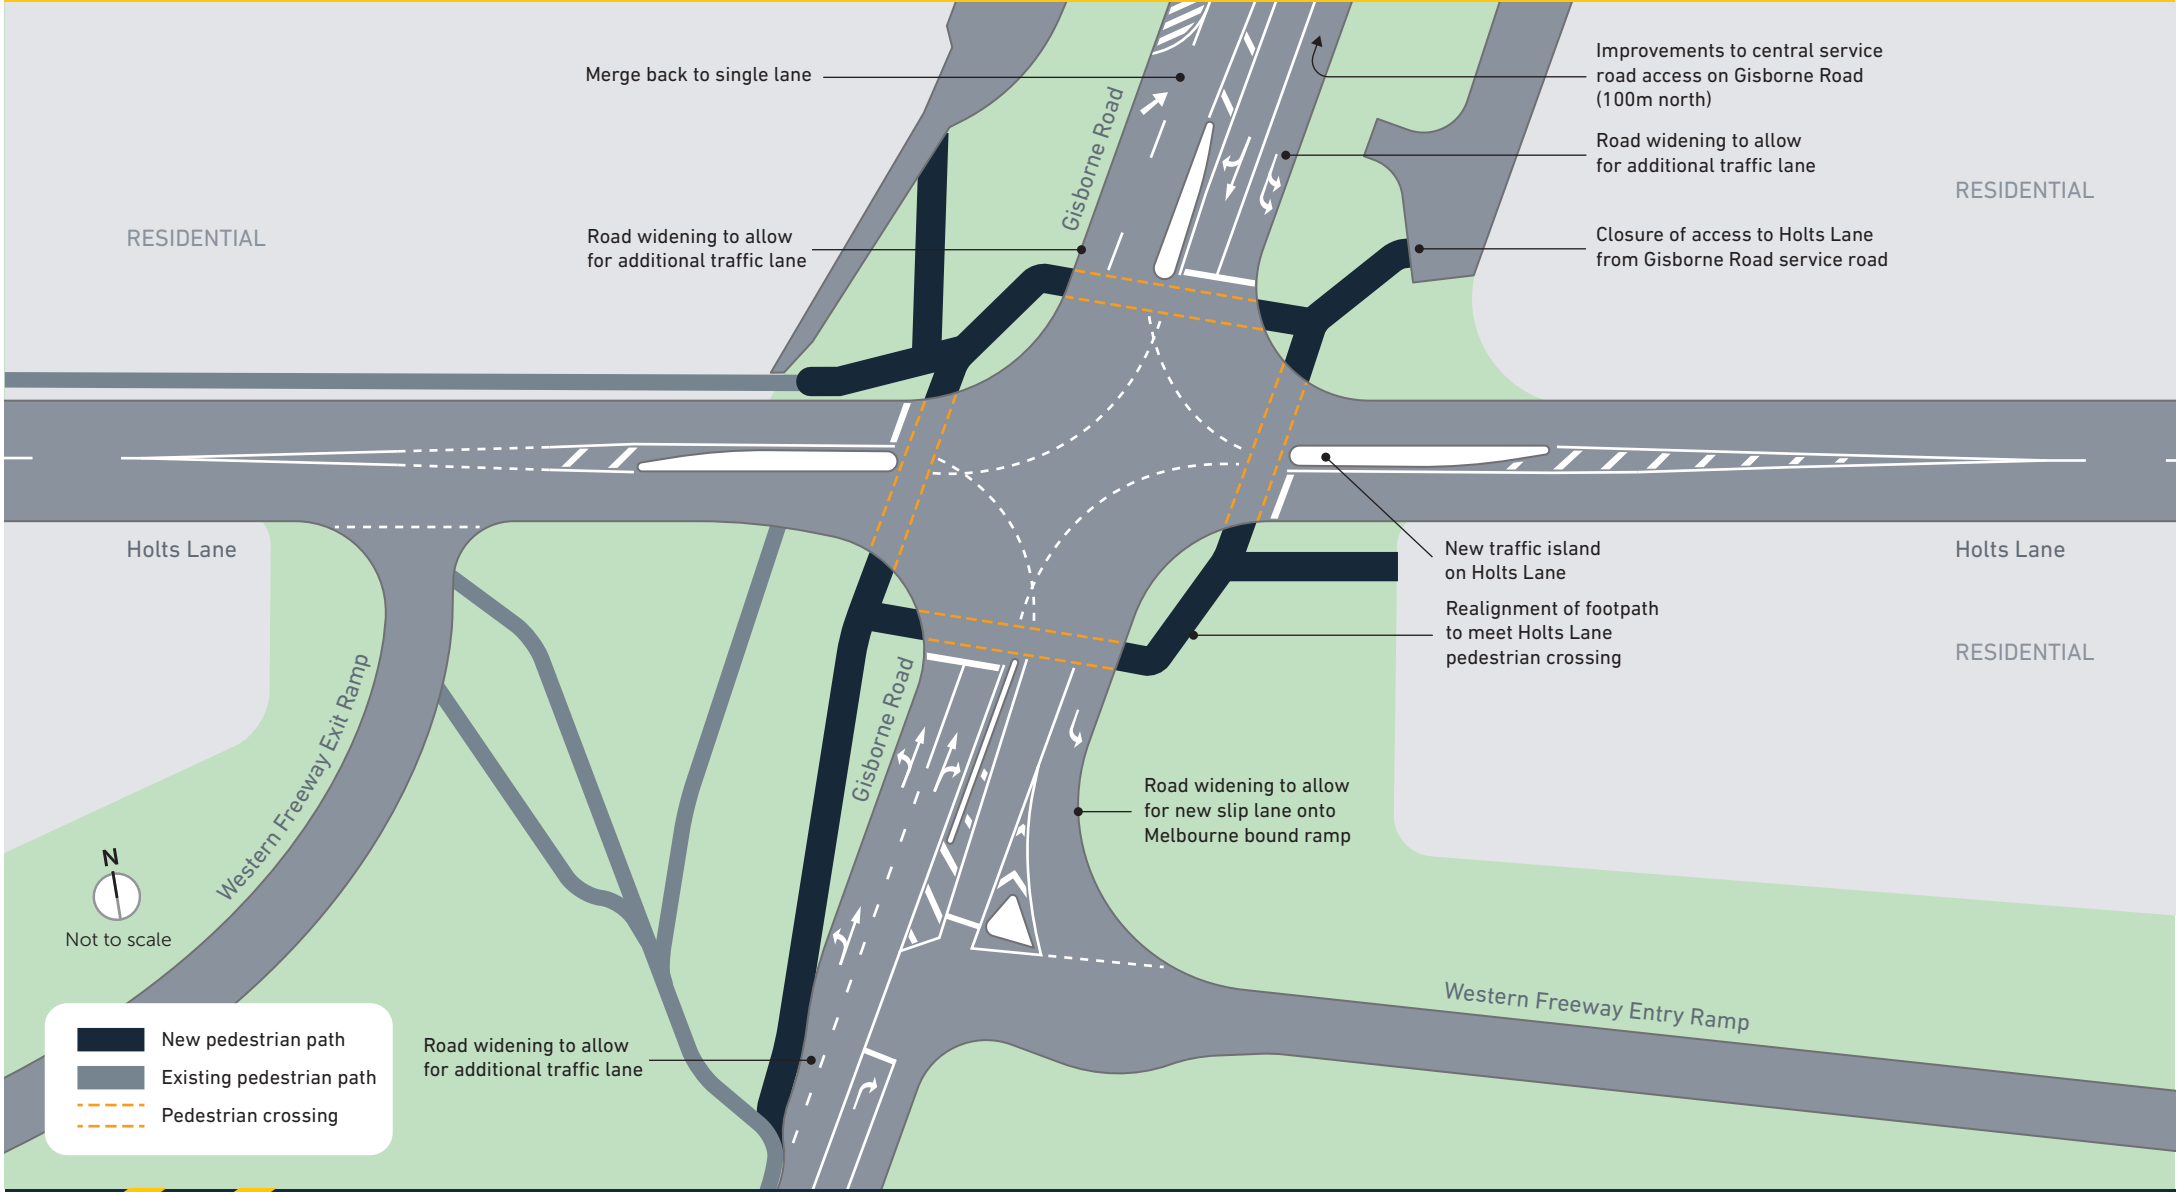 Merge back to single lane
Improvements to central service
road access on Gisborne Road
(100m north)
Road widening to allow
for additional traffic lane
RESIDENTIAL
Gisborne Road
RESIDENTIAL
Road widening to allow
for additional traffic lane
Closure of access to Holts Lane
from Gisborne Road service road
Holts Lane
New traffic island
on Holts Lane
Holts Lane
Realignment of footpath
to meet Holts Lane
pedestrian crossing
RESIDENTIAL
Western Freeway Exit Ramp
Gisborne Road
Road widening to allow
for new slip lane onto
Melbourne bound ramp
N
Not to scale
Western Freeway Entry Ramp
New pedestrian path
Existing pedestrian path
Pedestrian crossing
Road widening to allow
for additional traffic lane